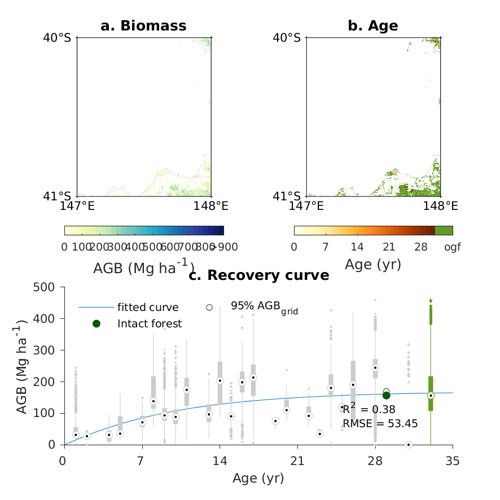 a. Biomass
b. Age
40°S
41°S
147°E
148°E
40°S
41°S
147°E
148°E
0 100 200 300 400 500 600 700 800 >900
AGB (Mg ha-1)
0 7 14 21 28 ogf
Age (yr)
c. Recovery curve
500
400
300
200
100
0
AGB (Mg ha-1)
fitted curve
Intact forest
95% AGBgrid
R2 = 0.38
RMSE = 53.45
0 7 14 21 28 35
Age (yr)